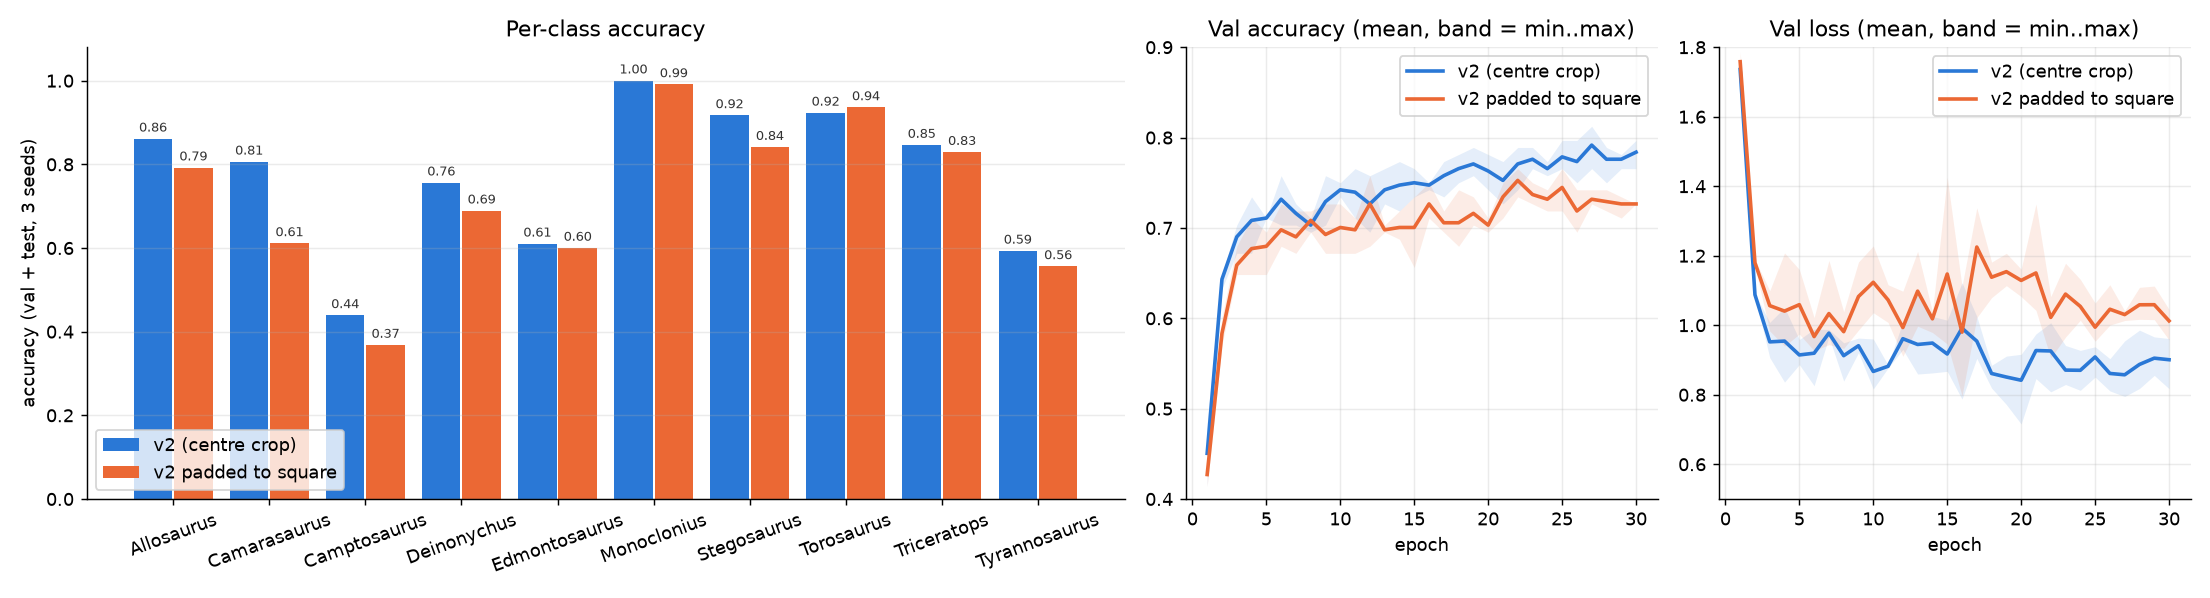 Per-class accuracy
accuracy (val + test, 3 seeds)
1.0
0.8
0.6
0.4
0.2
0.0
0.86
0.79
0.81
0.61
0.44
0.37
0.76
0.69
0.61
0.60
1.00
0.99
0.92
0.84
0.92
0.94
0.85
0.83
0.59
0.56
v2 (centre crop)
v2 padded to square
Allosaurus
Camarasaurus
Camptosaurus
Deinonychus
Edmontosaurus
Monoclonius
Stegosaurus
Torosaurus
Triceratops
Tyrannosaurus
Val accuracy (mean, band = min..max)
0.9
0.8
0.7
0.6
0.5
0.4
v2 (centre crop)
v2 padded to square
0
5
10
15
20
25
30
epoch
Val loss (mean, band = min..max)
1.8
1.6
1.4
1.2
1.0
0.8
0.6
v2 (centre crop)
v2 padded to square
0
5
10
15
20
25
30
epoch